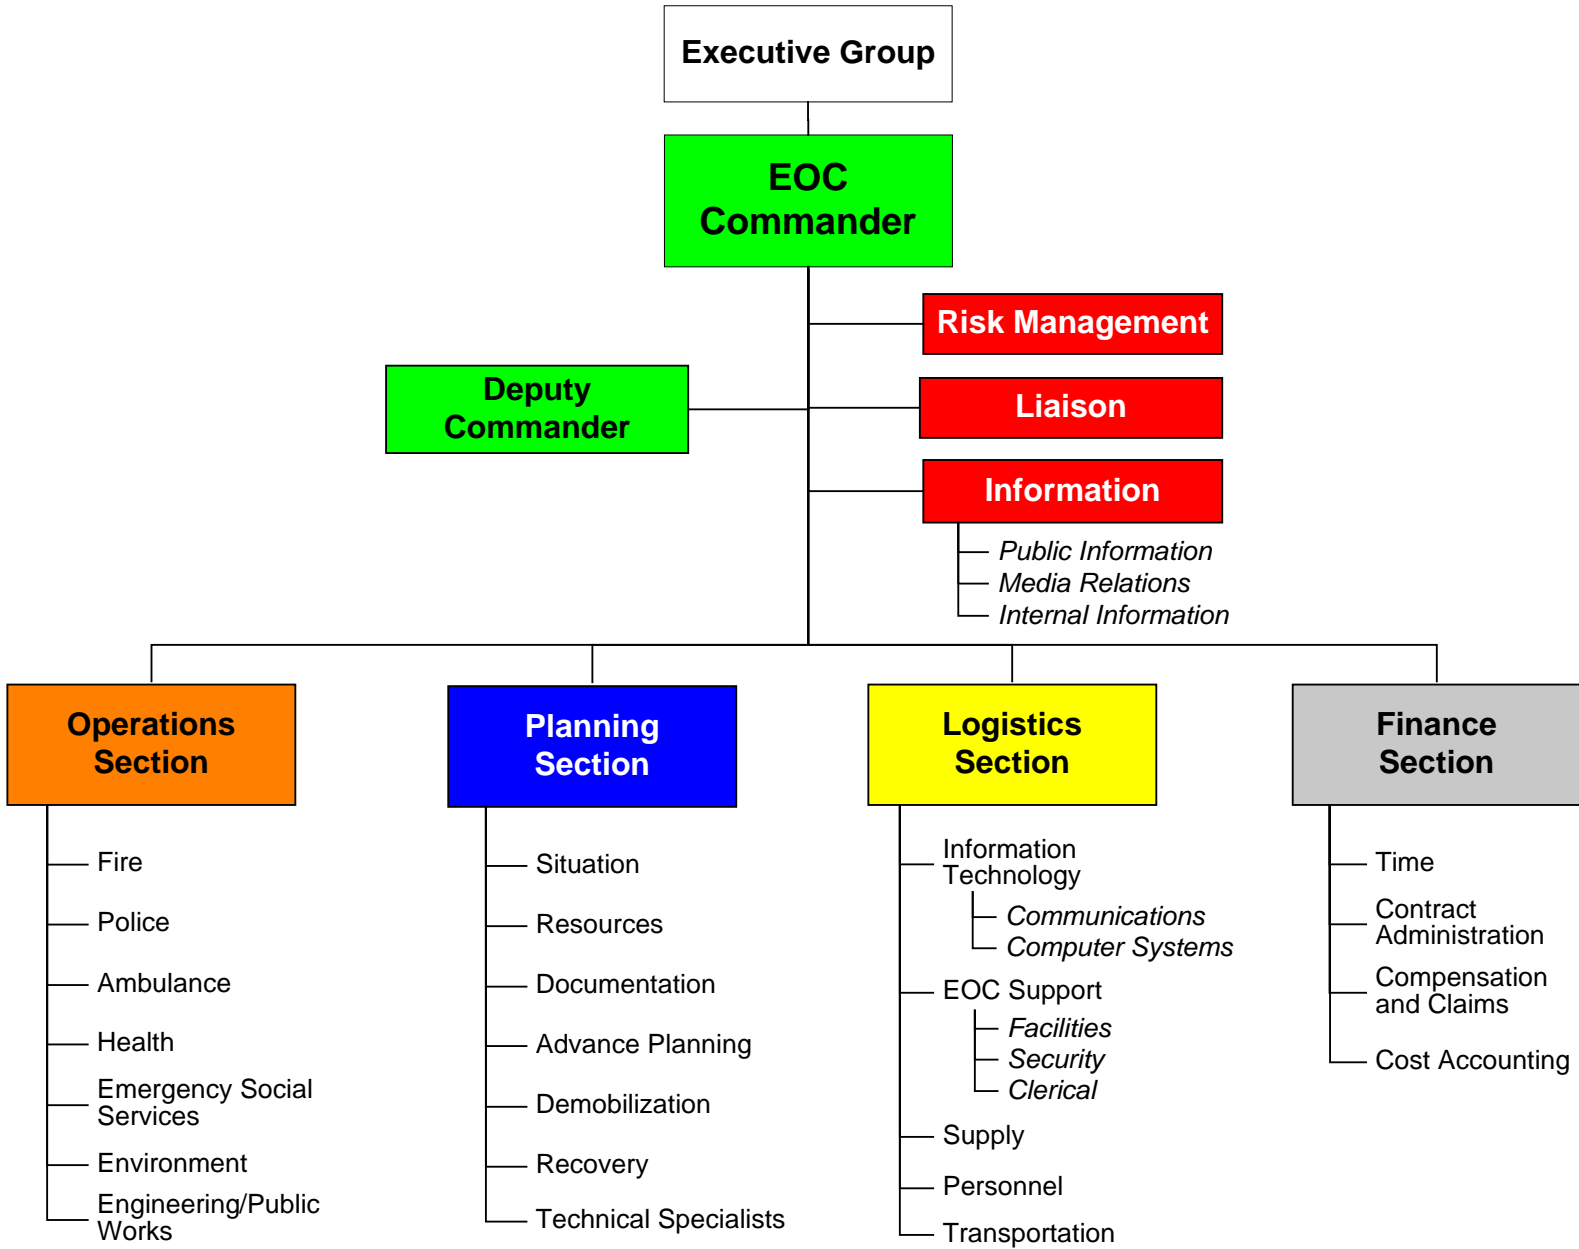 Executive Group
EOC
Commander
Risk Management
Deputy
Commander
Liaison
Information
Public Information
Media Relations
Internal Information
Operations
Section
Fire
Police
Ambulance
Health
Emergency Social
Services
Environment
Engineering/Public
Works
Planning
Section
Situation
Resources
Documentation
Advance Planning
Demobilization
Recovery
Technical Specialists
Logistics
Section
Information
Technology
Communications
Computer Systems
EOC Support
Facilities
Security
Clerical
Supply
Personnel
Transportation
Finance
Section
Time
Contract
Administration
Compensation
and Claims
Cost Accounting